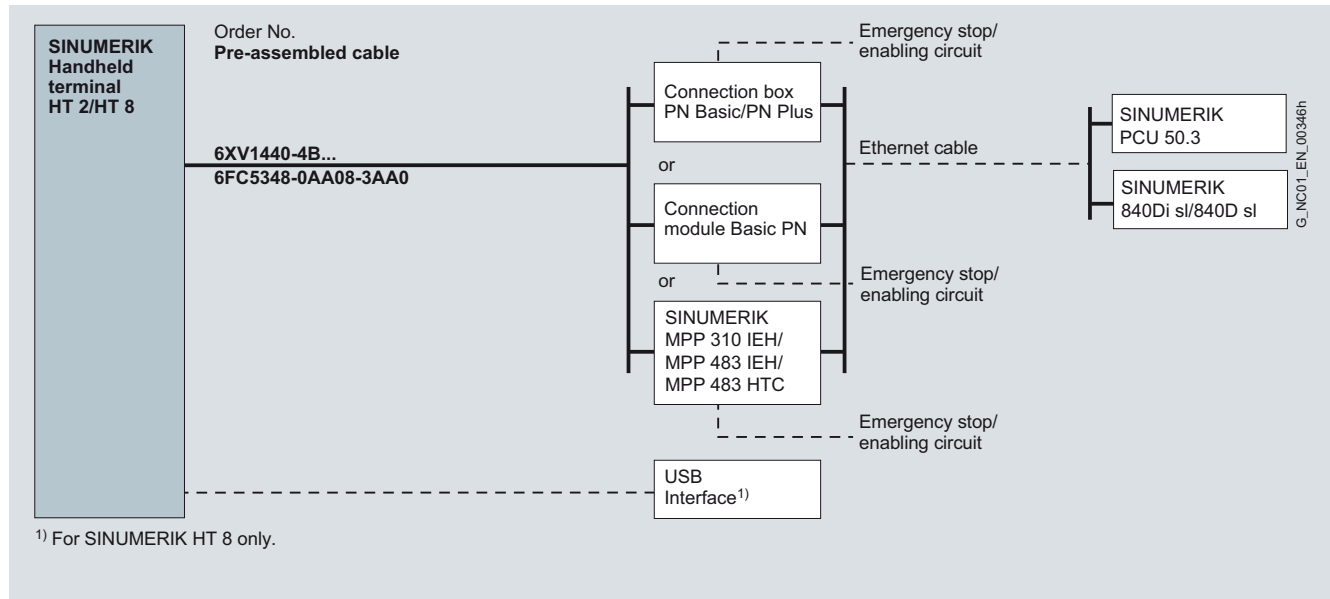 SINUMERIK
Handheld
terminal
HT 2/HT 8
Order No.
Pre-assembled cable
6XV1440-4B...
6FC5348-0AA08-3AA0
Emergency stop/
enabling circuit
Connection box
PN Basic/PN Plus
or
Connection
module Basic PN
Emergency stop/
enabling circuit
or
SINUMERIK
MPP 310 IEH/
MPP 483 IEH/
MPP 483 HTC
Emergency stop/
enabling circuit
USB
Interface1)
Ethernet cable
SINUMERIK
PCU 50.3
SINUMERIK
840Di sl/840D sl
G_NC01_EN_00346h
1) For SINUMERIK HT 8 only.